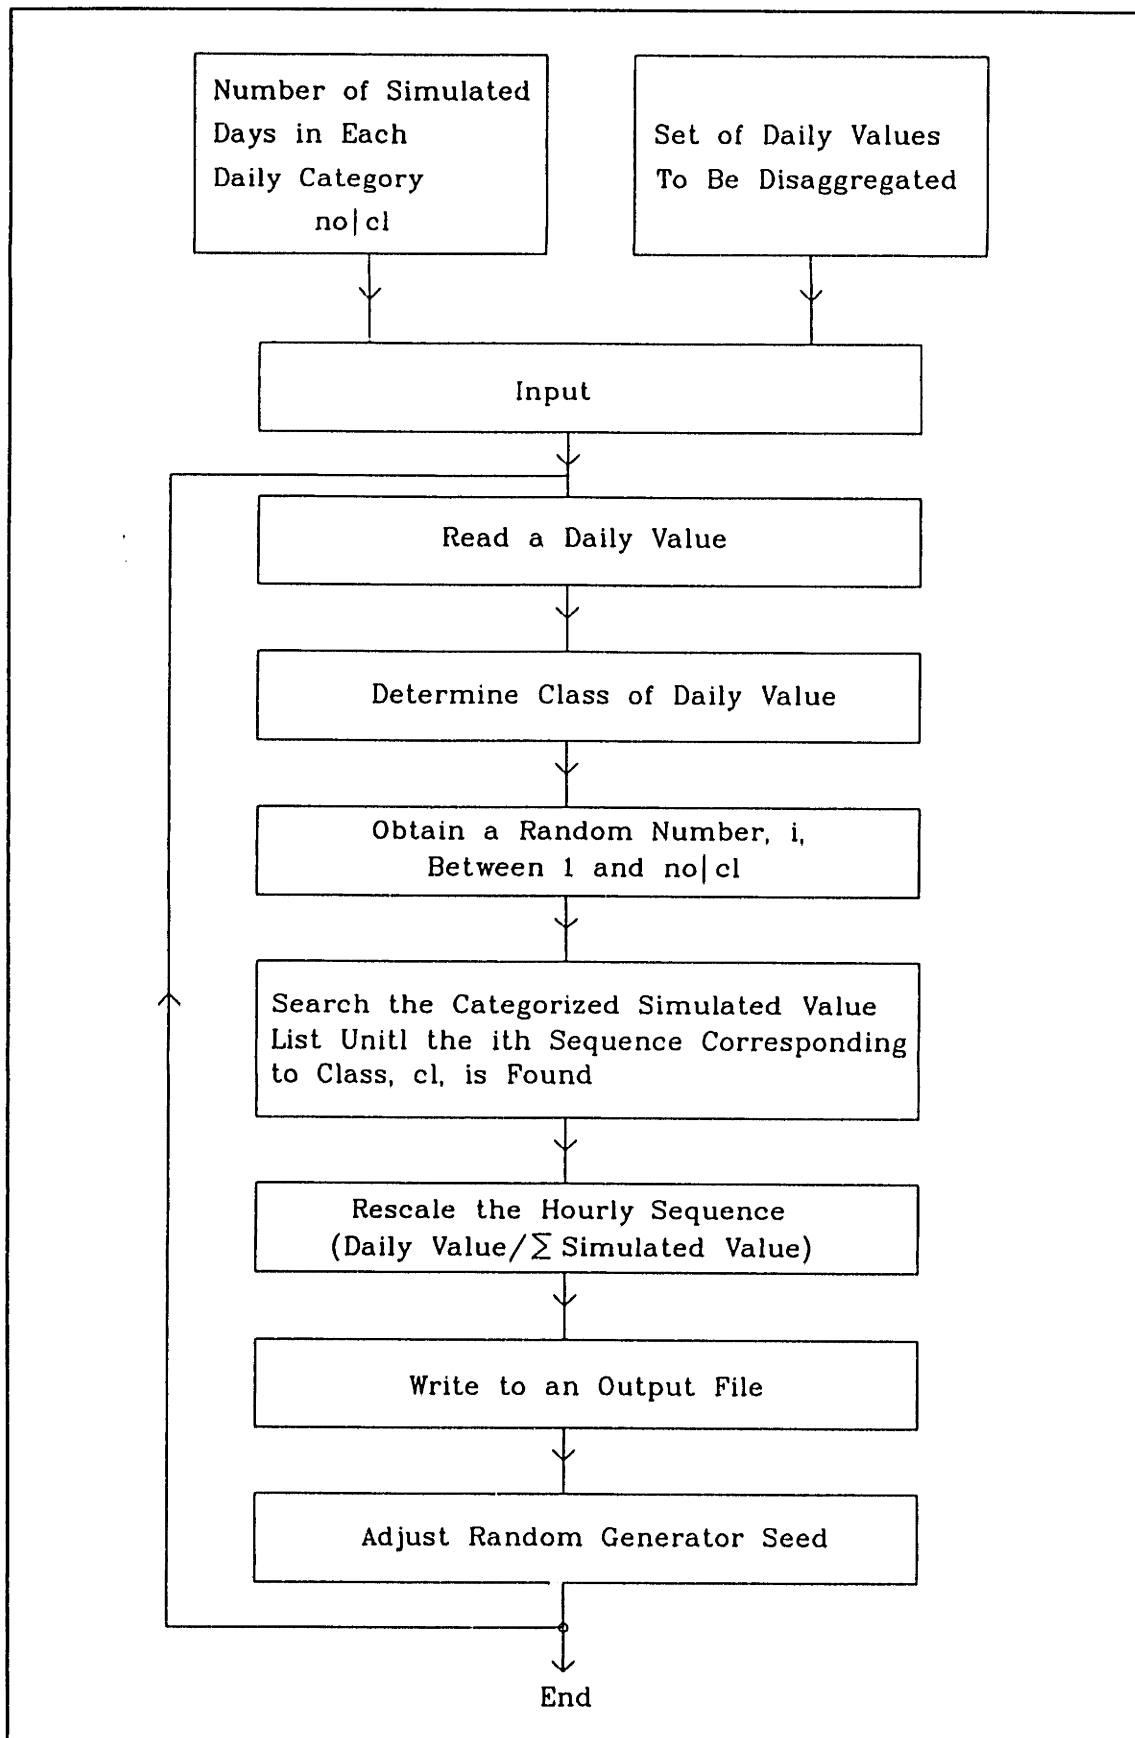 Number of Simulated
Days in Each
Daily Category
no|cl
Set of Daily Values
To Be Disaggregated
Input
Read a Daily Value
Determine Class of Daily Value
Obtain a Random Number, i,
Between 1 and no|cl
Search the Categorized Simulated Value
List Unitl the ith Sequence Corresponding
to Class, cl, is Found
Rescale the Hourly Sequence
(Daily Value/∑ Simulated Value)
Write to an Output File
Adjust Random Generator Seed
End